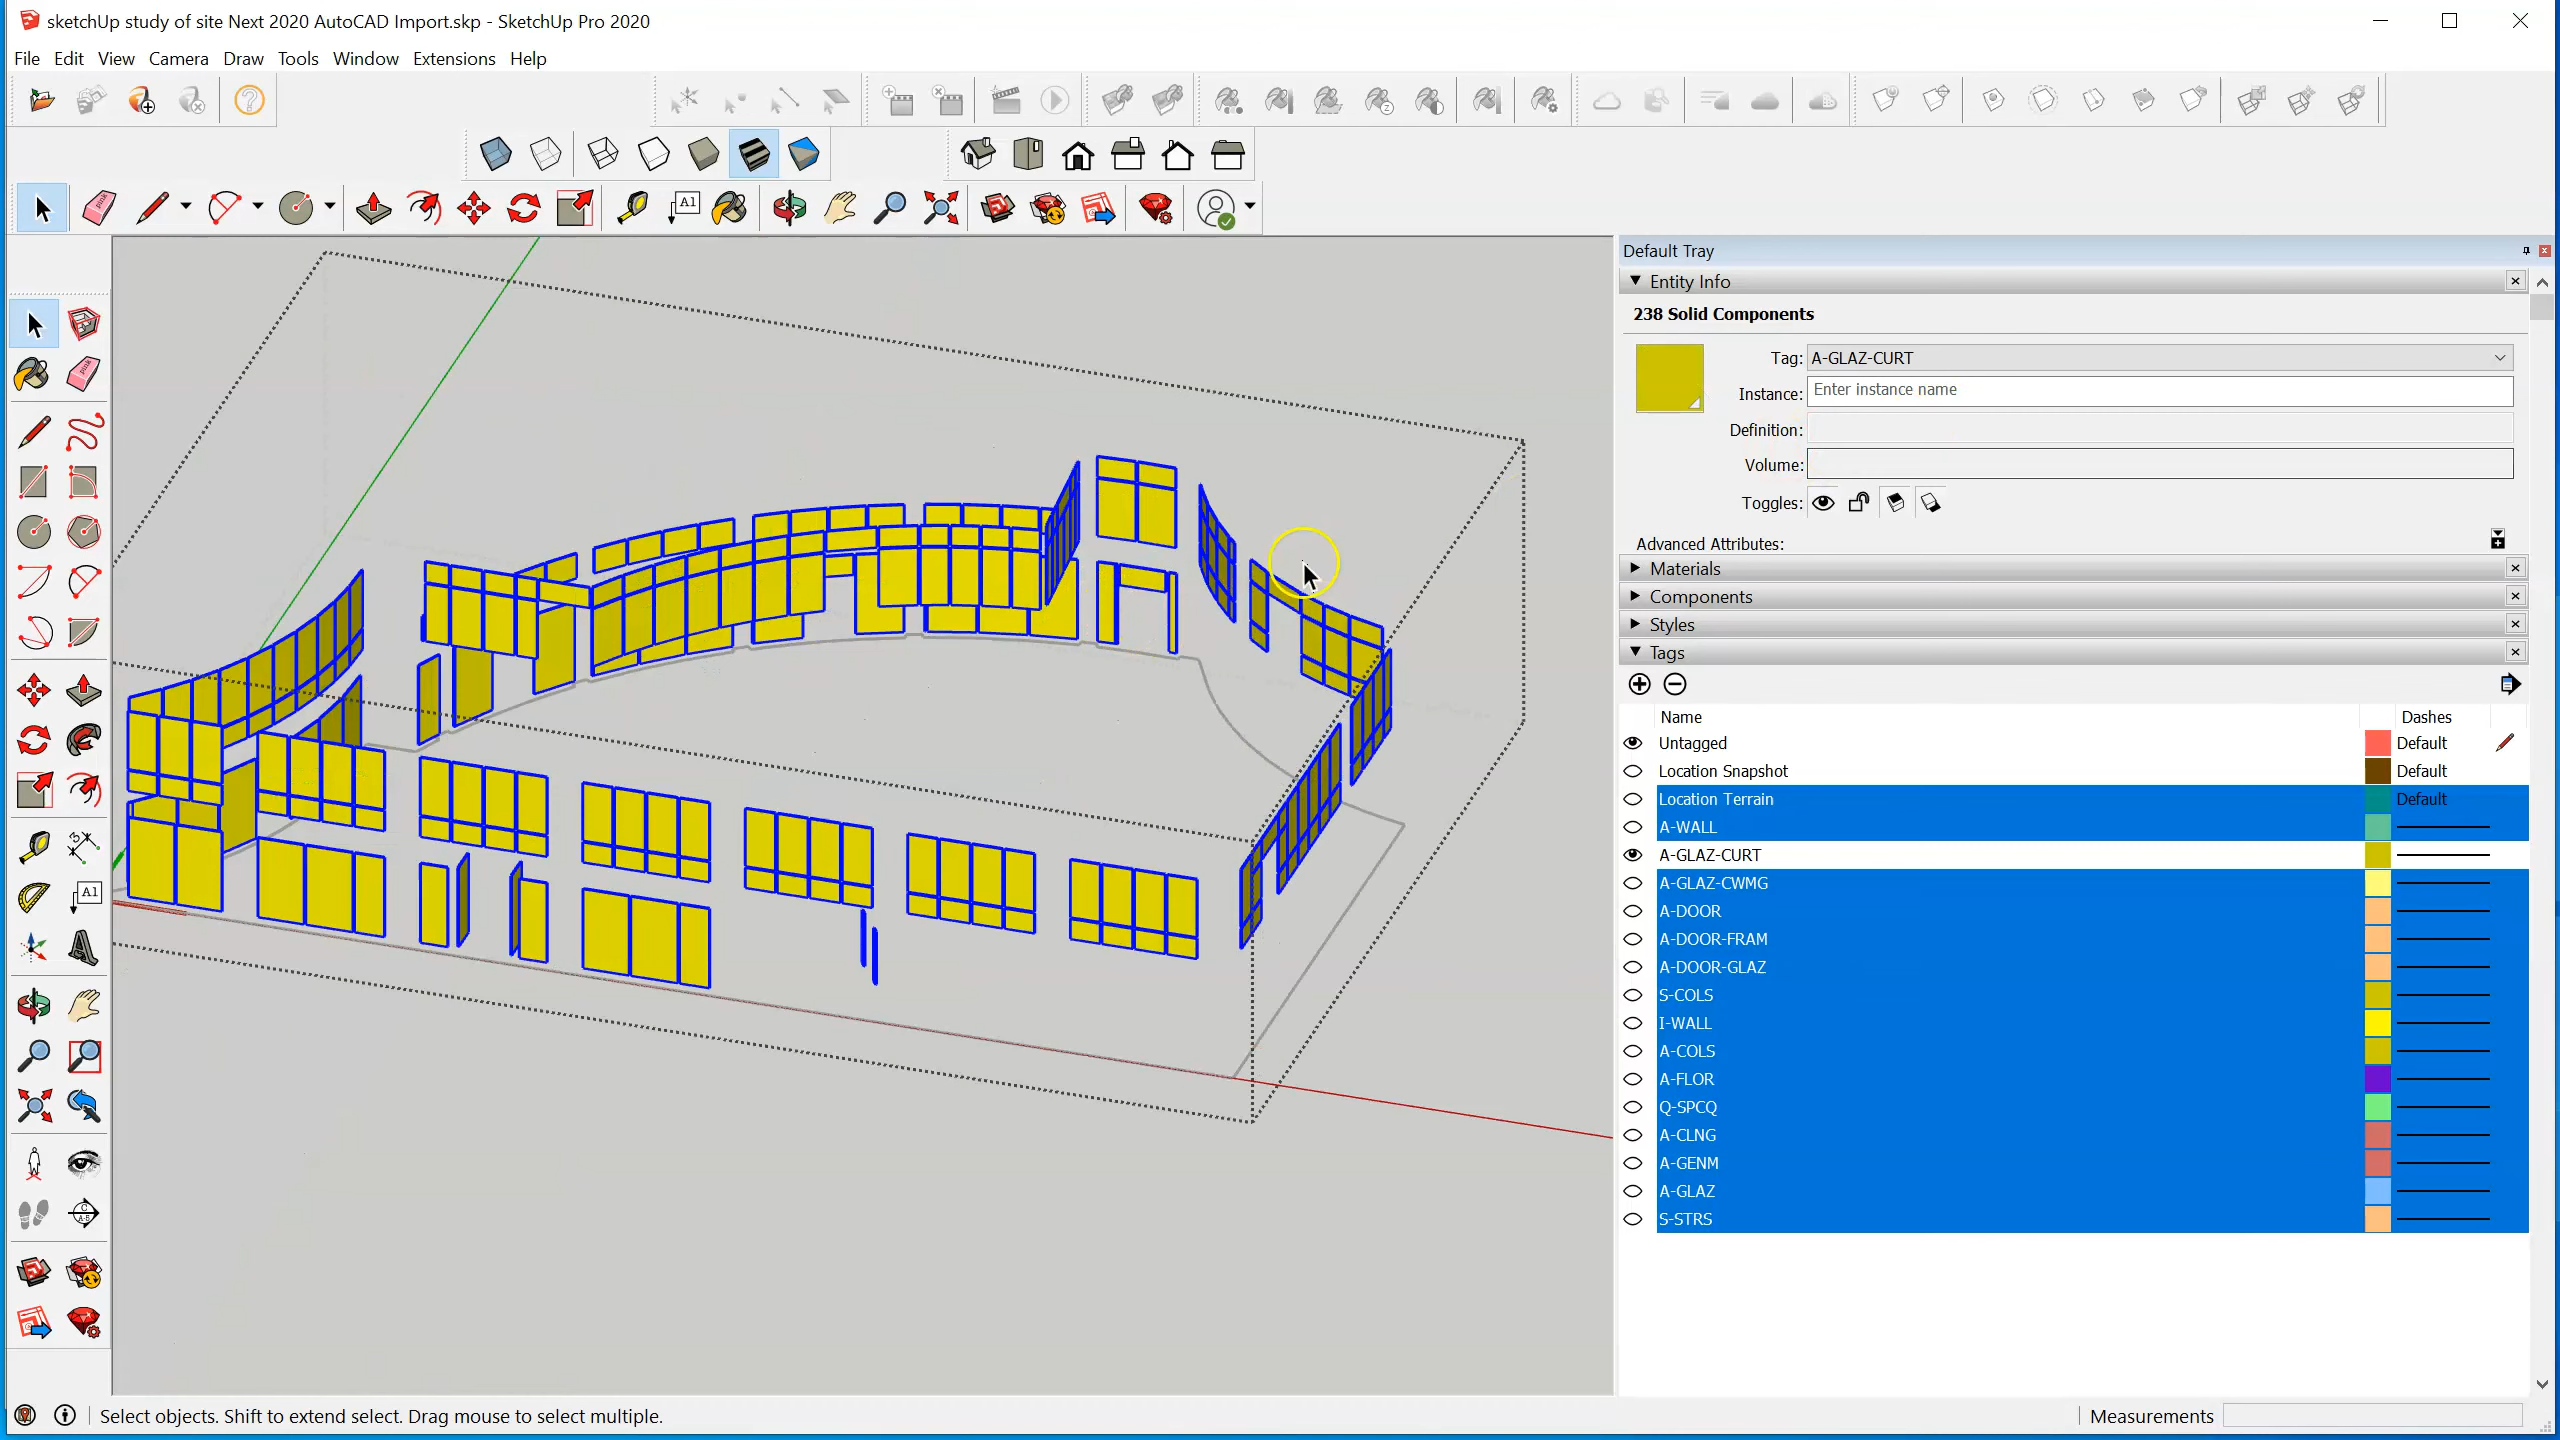 sketchUp study of site Next 2020 AutoCAD Import.skp - SketchUp Pro 2020
File Edit View Camera Draw Tools Window Extensions Help
Default Tray
Entity Info
238 Solid Components
Tag: A-GLAZ-CURT
Instance: Enter instance name
Definition:
Volume:
Toggles:
Advanced Attributes:
Materials
Components
Styles
Tags
Name Dashes
Untagged Default
Location Snapshot Default
Location Terrain Default
A-WALL
A-GLAZ-CURT
A-GLAZ-CWMG
A-DOOR
A-DOOR-FRAM
A-DOOR-GLAZ
S-COLS
I-WALL
A-COLS
A-FLOR
Q-SPCQ
A-CLNG
A-GENM
A-GLAZ
S-STRS
A1
A1
Select objects. Shift to extend select. Drag mouse to select multiple.
Measurements